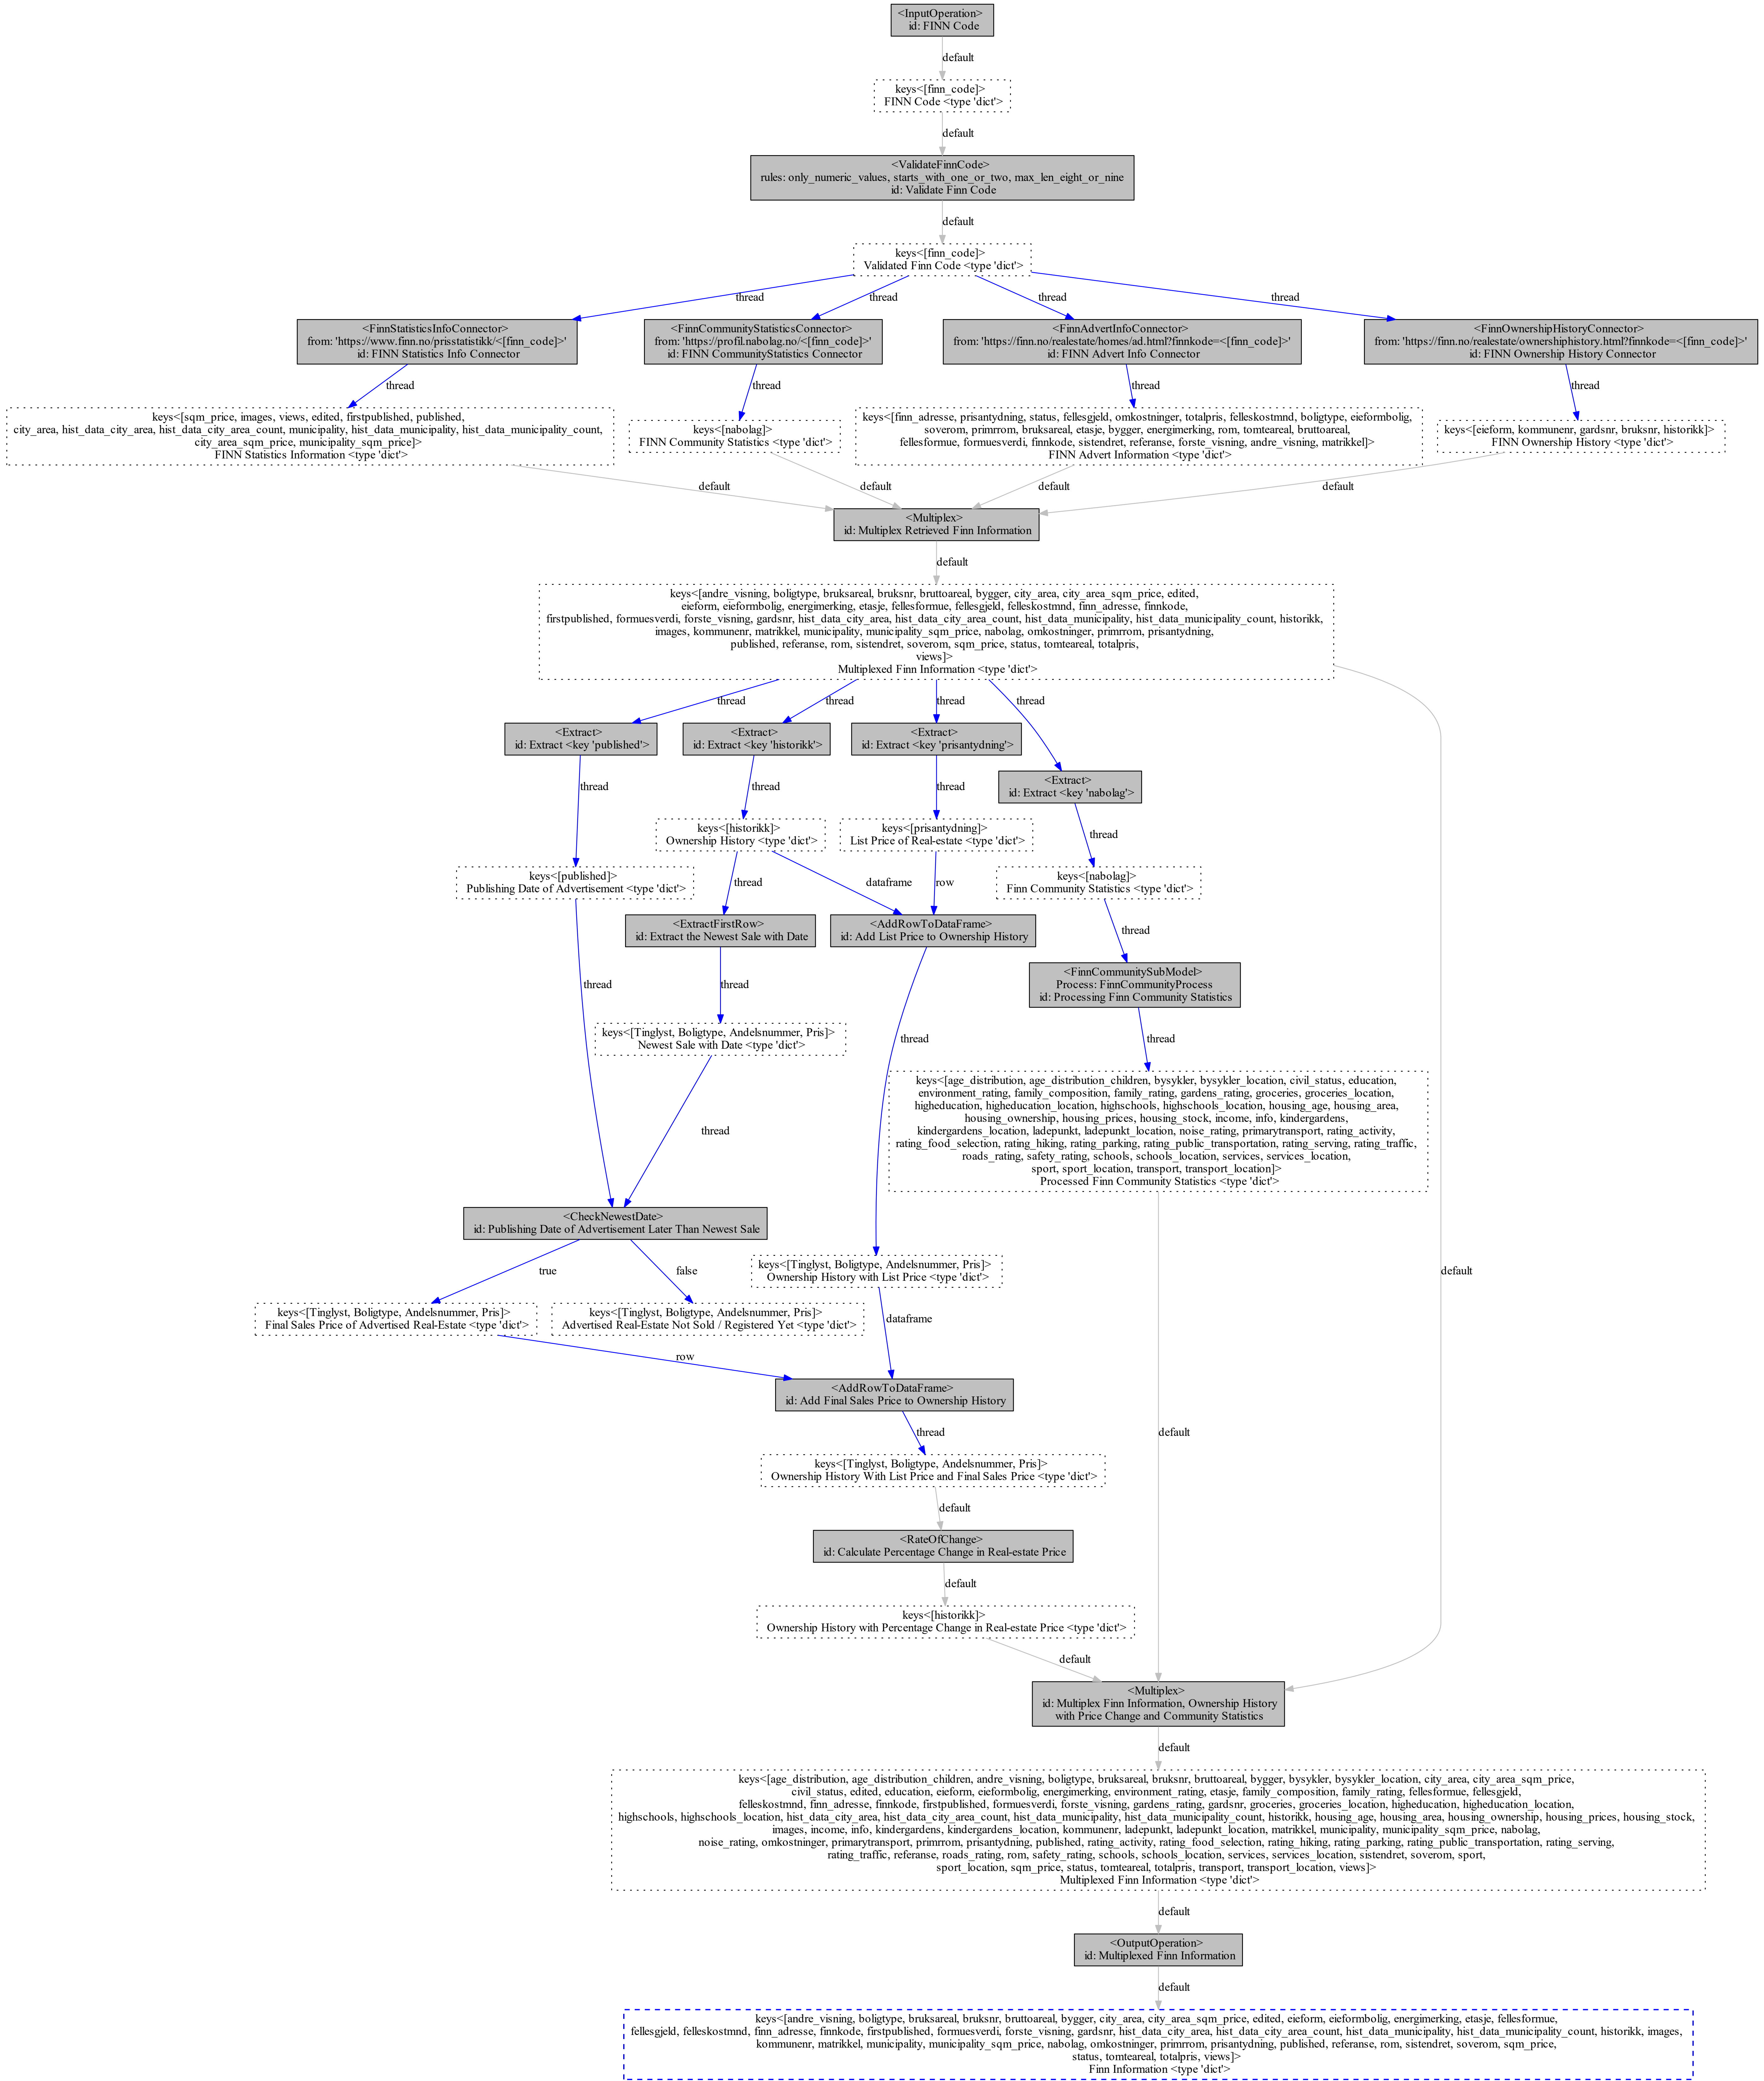 <InputOperation>
id: FINN Code
default
keys<[finn_code]>
FINN Code <type 'dict'>
default
<ValidateFinnCode>
rules: only_numeric_values, starts_with_one_or_two, max_len_eight_or_nine
id: Validate Finn Code
default
keys<[finn_code]>
Validated Finn Code <type 'dict'>
thread
thread
thread
thread
<FinnStatisticsInfoConnector>
from: 'https://www.finn.no/prisstatistikk/<[finn_code]>'
id: FINN Statistics Info Connector
<FinnCommunityStatisticsConnector>
from: 'https://profil.nabolag.no/<[finn_code]>'
id: FINN CommunityStatistics Connector
<FinnAdvertInfoConnector>
from: 'https://finn.no/realestate/homes/ad.html?finnkode=<[finn_code]>'
id: FINN Advert Info Connector
<FinnOwnershipHistoryConnector>
from: 'https://finn.no/realestate/ownershiphistory.html?finnkode=<[finn_code]>'
id: FINN Ownership History Connector
thread
thread
thread
thread
keys<[sqm_price, images, views, edited, firstpublished, published,
city_area, hist_data_city_area, hist_data_city_area_count, municipality, hist_data_municipality, hist_data_municipality_count,
city_area_sqm_price, municipality_sqm_price]>
FINN Statistics Information <type 'dict'>
keys<[nabolag]>
FINN Community Statistics <type 'dict'>
keys<[finn_adresse, prisantydning, status, fellesgjeld, omkostninger, totalpris, felleskostmnd, boligtype, eieformbolig,
soverom, primrrom, bruksareal, etasje, bygger, energimerking, rom, tomteareal, bruttoareal,
fellesformue, formuesverdi, finnkode, sistendret, referanse, forste_visning, andre_visning, matrikkel]>
FINN Advert Information <type 'dict'>
keys<[eieform, kommunenr, gardsnr, bruksnr, historikk]>
FINN Ownership History <type 'dict'>
default
default
default
default
<Multiplex>
id: Multiplex Retrieved Finn Information
default
keys<[andre_visning, boligtype, bruksareal, bruksnr, bruttoareal, bygger, city_area, city_area_sqm_price, edited,
eieform, eieformbolig, energimerking, etasje, fellesformue, fellesgjeld, felleskostmnd, finn_adresse, finnkode,
firstpublished, formuesverdi, forste_visning, gardsnr, hist_data_city_area, hist_data_city_area_count, hist_data_municipality, hist_data_municipality_count, historikk,
images, kommunenr, matrikkel, municipality, municipality_sqm_price, nabolag, omkostninger, primrrom, prisantydning,
published, referanse, rom, sistendret, soverom, sqm_price, status, tomteareal, totalpris,
views]>
Multiplexed Finn Information <type 'dict'>
thread
thread
thread
thread
<Extract>
id: Extract <key 'published'>
<Extract>
id: Extract <key 'historikk'>
<Extract>
id: Extract <key 'prisantydning'>
<Extract>
id: Extract <key 'nabolag'>
thread
thread
thread
thread
keys<[historikk]>
Ownership History <type 'dict'>
keys<[prisantydning]>
List Price of Real-estate <type 'dict'>
keys<[published]>
Publishing Date of Advertisement <type 'dict'>
keys<[nabolag]>
Finn Community Statistics <type 'dict'>
thread
dataframe
row
<ExtractFirstRow>
id: Extract the Newest Sale with Date
<AddRowToDataFrame>
id: Add List Price to Ownership History
thread
<FinnCommunitySubModel>
Process: FinnCommunityProcess
id: Processing Finn Community Statistics
thread
thread
keys<[Tinglyst, Boligtype, Andelsnummer, Pris]>
Newest Sale with Date <type 'dict'>
thread
thread
keys<[age_distribution, age_distribution_children, bysykler, bysykler_location, civil_status, education,
environment_rating, family_composition, family_rating, gardens_rating, groceries, groceries_location,
higheducation, higheducation_location, highschools, highschools_location, housing_age, housing_area,
housing_ownership, housing_prices, housing_stock, income, info, kindergardens,
kindergardens_location, ladepunkt, ladepunkt_location, noise_rating, primarytransport, rating_activity,
rating_food_selection, rating_hiking, rating_parking, rating_public_transportation, rating_serving, rating_traffic,
roads_rating, safety_rating, schools, schools_location, services, services_location,
sport, sport_location, transport, transport_location]>
Processed Finn Community Statistics <type 'dict'>
thread
<CheckNewestDate>
id: Publishing Date of Advertisement Later Than Newest Sale
true
false
default
keys<[Tinglyst, Boligtype, Andelsnummer, Pris]>
Ownership History with List Price <type 'dict'>
keys<[Tinglyst, Boligtype, Andelsnummer, Pris]>
Final Sales Price of Advertised Real-Estate <type 'dict'>
keys<[Tinglyst, Boligtype, Andelsnummer, Pris]>
Advertised Real-Estate Not Sold / Registered Yet <type 'dict'>
dataframe
row
<AddRowToDataFrame>
id: Add Final Sales Price to Ownership History
thread
default
keys<[Tinglyst, Boligtype, Andelsnummer, Pris]>
Ownership History With List Price and Final Sales Price <type 'dict'>
default
<RateOfChange>
id: Calculate Percentage Change in Real-estate Price
default
keys<[historikk]>
Ownership History with Percentage Change in Real-estate Price <type 'dict'>
default
<Multiplex>
id: Multiplex Finn Information, Ownership History
with Price Change and Community Statistics
default
keys<[age_distribution, age_distribution_children, andre_visning, boligtype, bruksareal, bruksnr, bruttoareal, bygger, bysykler, bysykler_location, city_area, city_area_sqm_price,
civil_status, edited, education, eieform, eieformbolig, energimerking, environment_rating, etasje, family_composition, family_rating, fellesformue, fellesgjeld,
felleskostmnd, finn_adresse, finnkode, firstpublished, formuesverdi, forste_visning, gardens_rating, gardsnr, groceries, groceries_location, higheducation, higheducation_location,
highschools, highschools_location, hist_data_city_area, hist_data_city_area_count, hist_data_municipality, hist_data_municipality_count, historikk, housing_age, housing_area, housing_ownership, housing_prices, housing_stock,
images, income, info, kindergardens, kindergardens_location, kommunenr, ladepunkt, ladepunkt_location, matrikkel, municipality, municipality_sqm_price, nabolag,
noise_rating, omkostninger, primarytransport, primrrom, prisantydning, published, rating_activity, rating_food_selection, rating_hiking, rating_parking, rating_public_transportation, rating_serving,
rating_traffic, referanse, roads_rating, rom, safety_rating, schools, schools_location, services, services_location, sistendret, soverom, sport,
sport_location, sqm_price, status, tomteareal, totalpris, transport, transport_location, views]>
Multiplexed Finn Information <type 'dict'>
default
<OutputOperation>
id: Multiplexed Finn Information
default
keys<[andre_visning, boligtype, bruksareal, bruksnr, bruttoareal, bygger, city_area, city_area_sqm_price, edited, eieform, eieformbolig, energimerking, etasje, fellesformue,
fellesgjeld, felleskostmnd, finn_adresse, finnkode, firstpublished, formuesverdi, forste_visning, gardsnr, hist_data_city_area, hist_data_city_area_count, hist_data_municipality, hist_data_municipality_count, historikk, images,
kommunenr, matrikkel, municipality, municipality_sqm_price, nabolag, omkostninger, primrrom, prisantydning, published, referanse, rom, sistendret, soverom, sqm_price,
status, tomteareal, totalpris, views]>
Finn Information <type 'dict'>